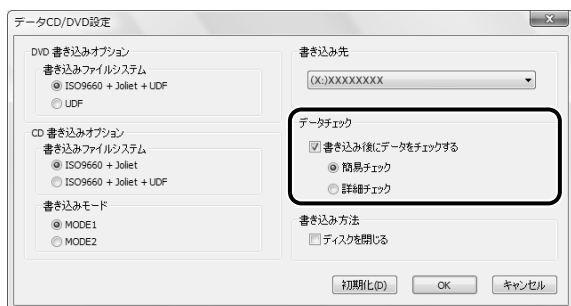 データCD/DVD設定
DVD 書き込みオプション
書き込みファイルシステム
ISO9660 + Joliet + UDF
UDF
CD 書き込みオプション
書き込みファイルシステム
ISO9660 + Joliet
ISO9660 + Joliet + UDF
書き込みモード
MODE1
MODE2
書き込み先
(X:)XXXXXXXX
データチェック
書き込み後にデータをチェックする
簡易チェック
詳細チェック
書き込み方法
ディスクを閉じる
初期化(D)
OK
キャンセル